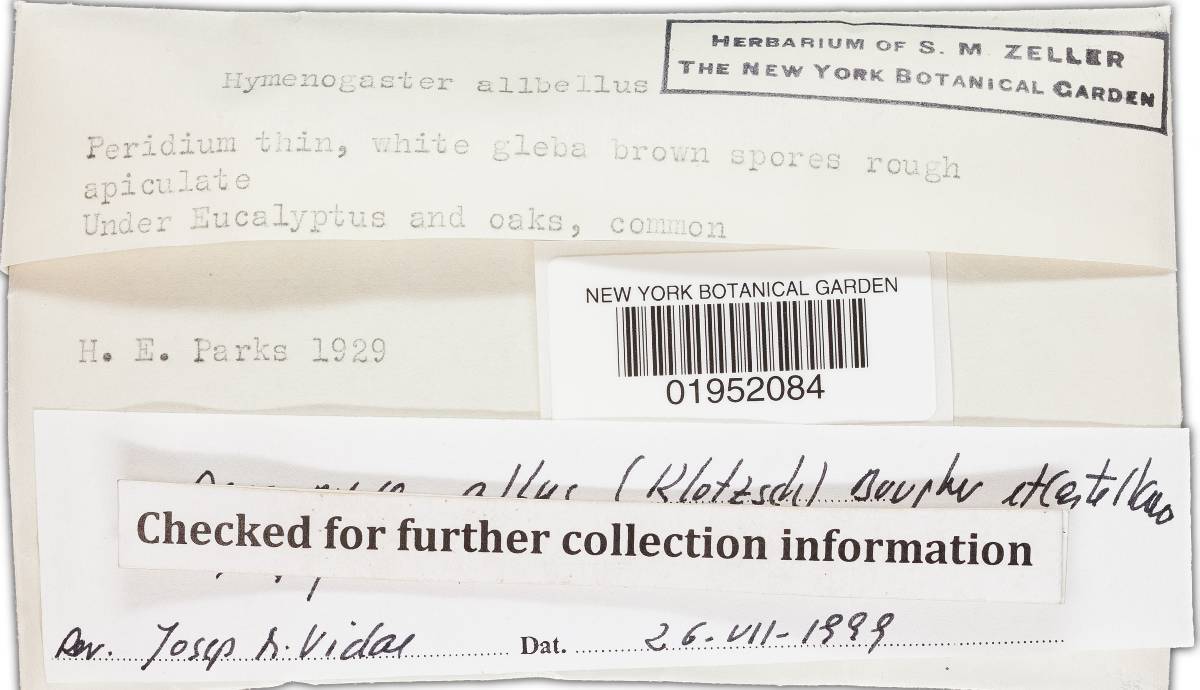 HERBARIUM OF S. M. ZELLER
THE NEW YORK BOTANICAL GARDEN
Hymenogaster allbellus
Peridium thin, white gleba brown spores rough
apiculate
Under Eucalyptus and oaks, common
NEW YORK BOTANICAL GARDEN
01952084
H. E. Parks 1929
(Klotzsch)
Checked for further collection information
Rev. Josep M. Vidal Dat. 26-VII-1999